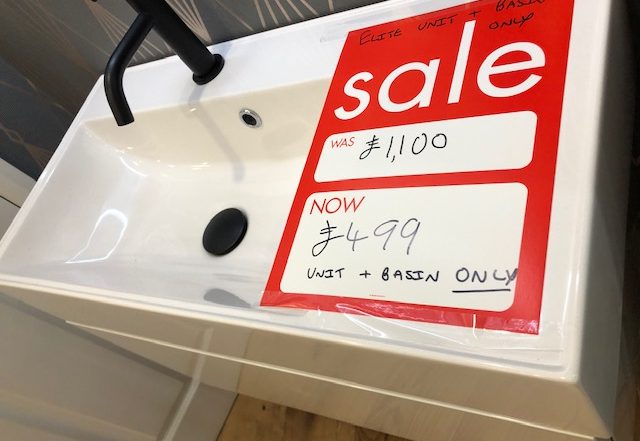 ELITE UNIT + BASIN
ONLY
sale
WAS £1,100
NOW
£499
UNIT + BASIN ONLY